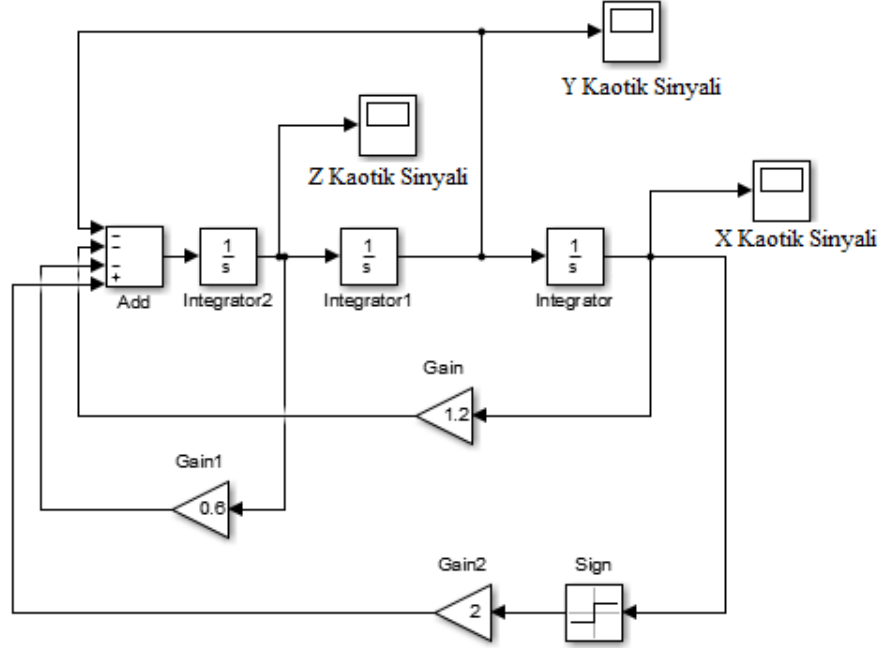 Y Kaotik Sinyali
Z Kaotik Sinyali
X Kaotik Sinyali
−
−
−
+
Add
1
s
Integrator2
1
s
Integrator1
1
s
Integrator
Gain
1.2
Gain1
0.6
Gain2
2
Sign